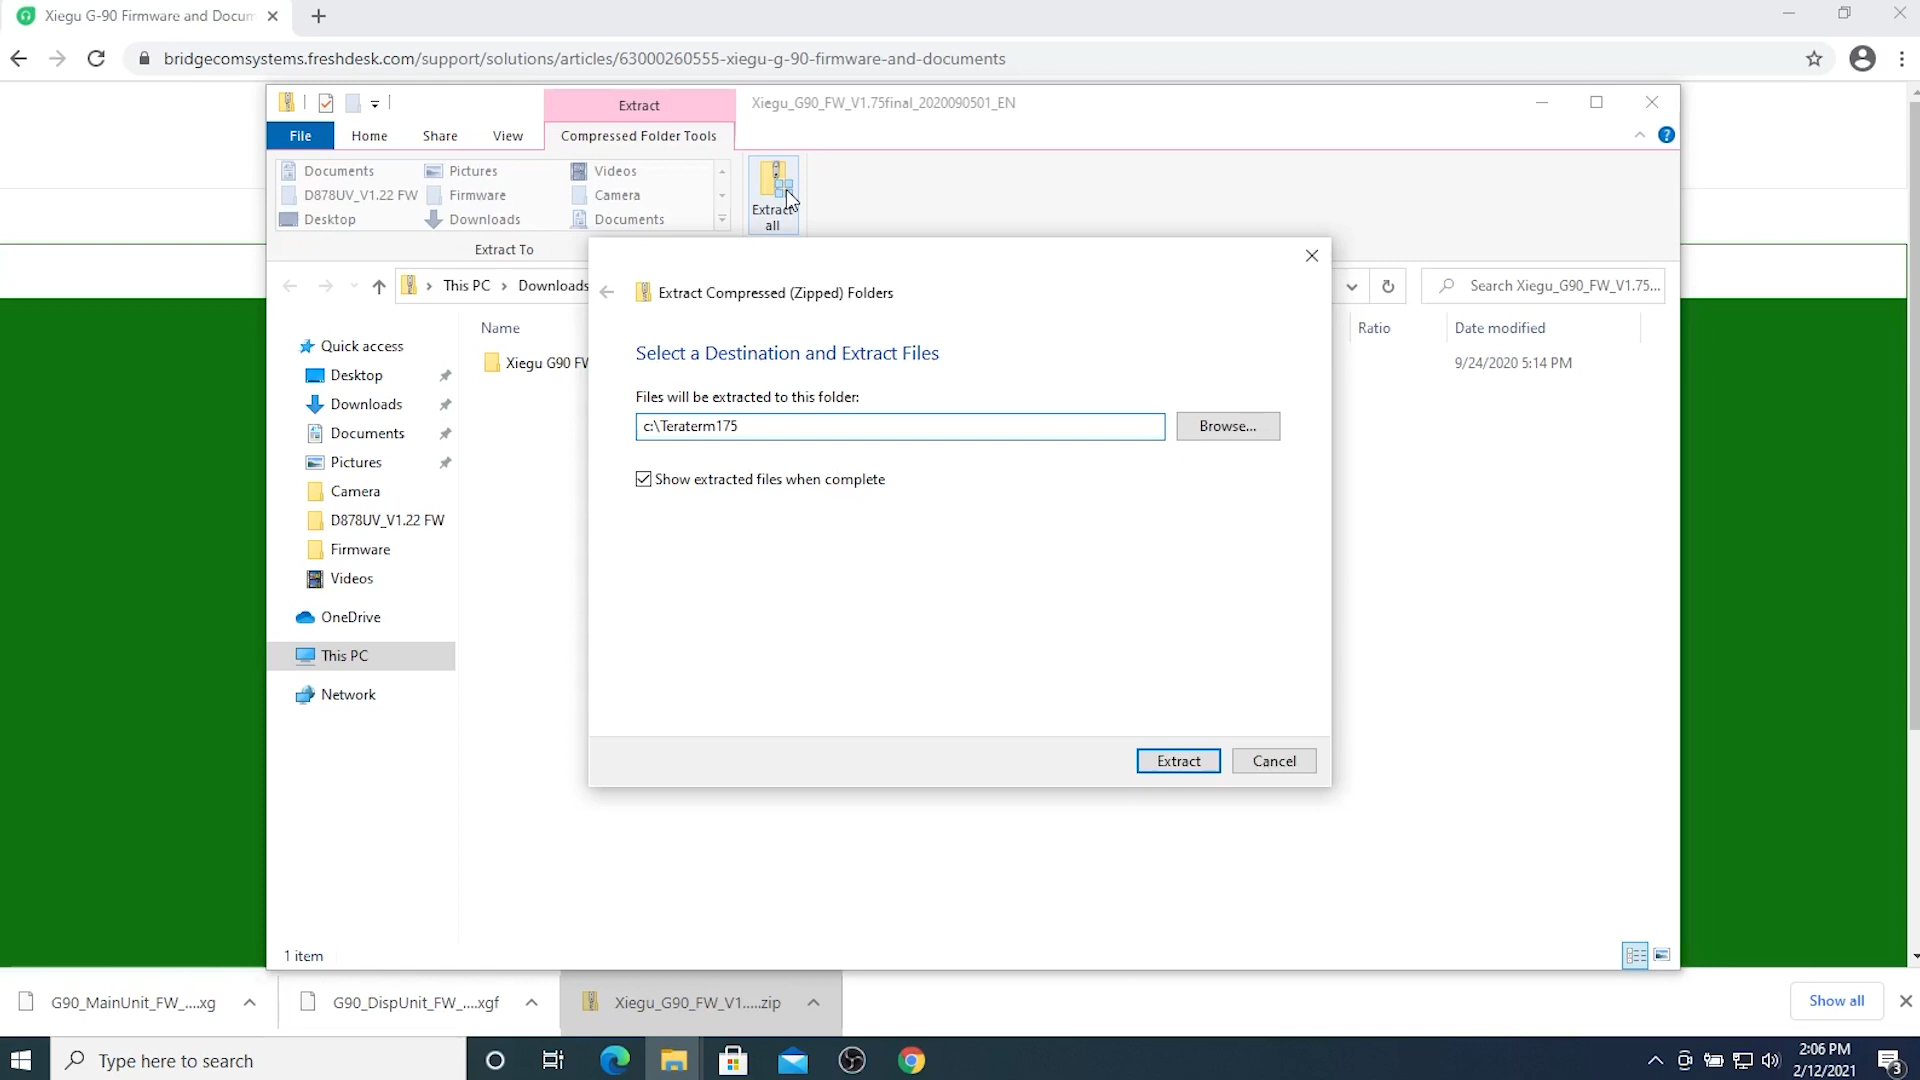 Xiegu G-90 Firmware and Docum
bridgecomsystems.freshdesk.com/support/solutions/articles/63000260555-xiegu-g-90-firmware-and-documents
Extract
Xiegu_G90_FW_V1.75final_2020090501_EN
File
Home
Share
View
Compressed Folder Tools
Documents
Pictures
Videos
D878UV_V1.22 FW
Firmware
Camera
Desktop
Downloads
Documents
Extract To
Extract
all
This PC
Downloads
Search Xiegu_G90_FW_V1.75...
Name
Ratio
Date modified
Xiegu G90 FW
9/24/2020 5:14 PM
Quick access
Desktop
Downloads
Documents
Pictures
Camera
D878UV_V1.22 FW
Firmware
Videos
OneDrive
This PC
Network
Extract Compressed (Zipped) Folders
Select a Destination and Extract Files
Files will be extracted to this folder:
c:\Teraterm175
Browse...
Show extracted files when complete
Extract
Cancel
1 item
G90_MainUnit_FW_....xg
G90_DispUnit_FW_....xgf
Xiegu_G90_FW_V1.....zip
Show all
Type here to search
2:06 PM
2/12/2021
3